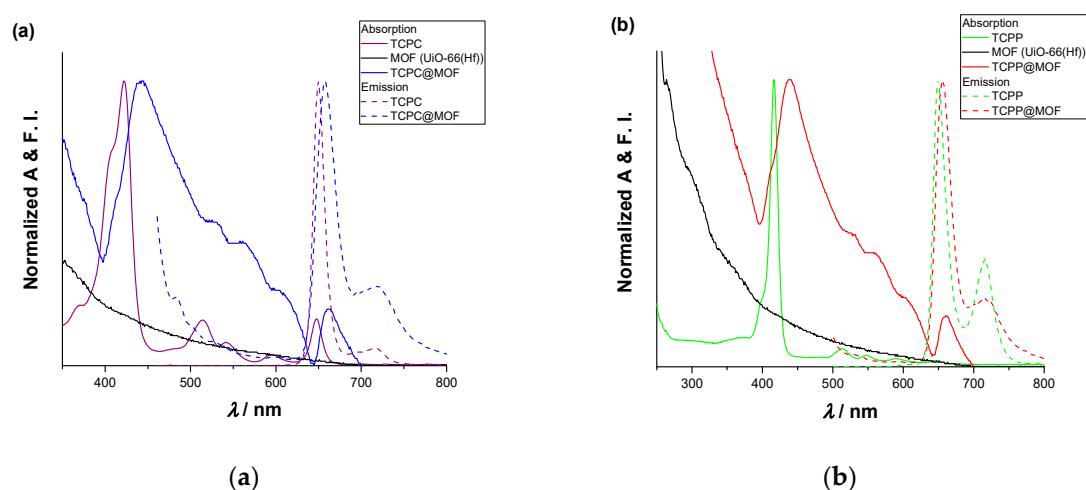 (a)
Absorption
TCPC
MOF (UiO-66(Hf))
TCPC@MOF
Emission
TCPC
TCPC@MOF
Normalized A & F. I.
400 500 600 700 800
λ / nm
(a)
(b)
Absorption
TCPP
MOF (UiO-66(Hf))
TCPP@MOF
Emission
TCPP
TCPP@MOF
Normalized A & F. I.
300 400 500 600 700 800
λ / nm
(b)